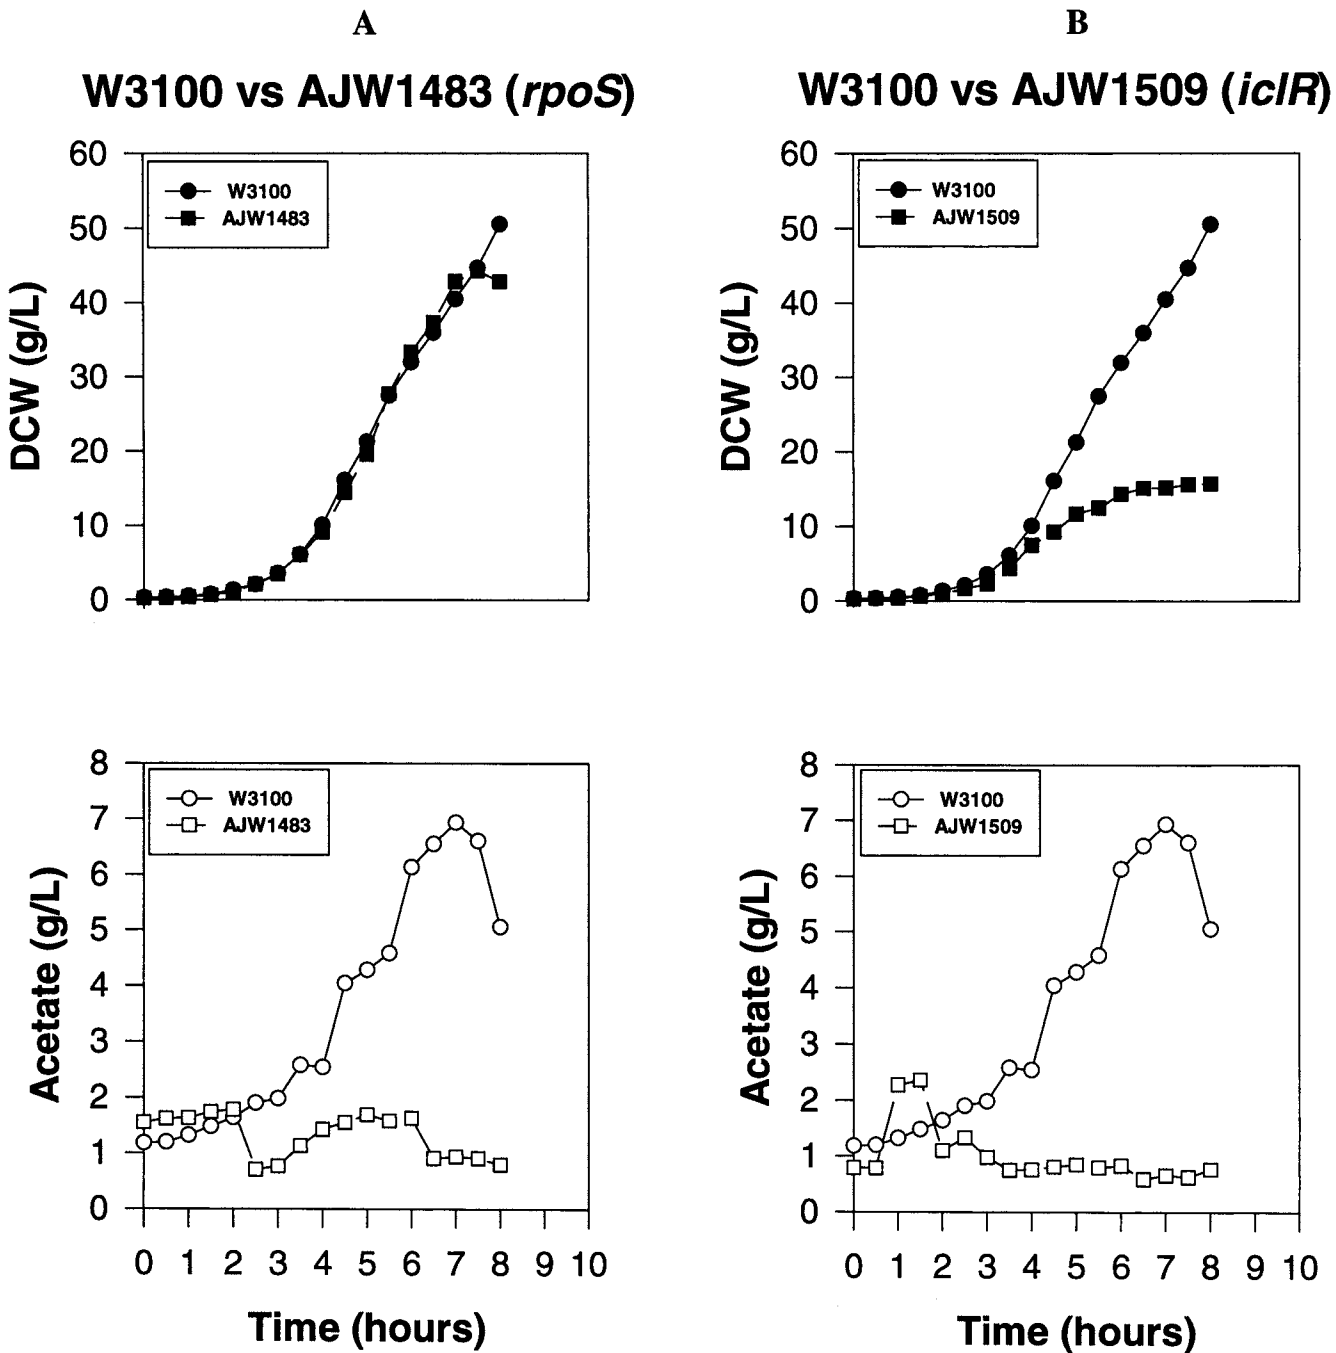 A
W3100 vs AJW1483 (rpoS)
60
50
40
30
20
10
0
DCW (g/L)
W3100
AJW1483
B
W3100 vs AJW1509 (iclR)
60
50
40
30
20
10
0
DCW (g/L)
W3100
AJW1509
8
7
6
5
4
3
2
1
0
Acetate (g/L)
W3100
AJW1483
0 1 2 3 4 5 6 7 8 9 10
Time (hours)
8
7
6
5
4
3
2
1
0
Acetate (g/L)
W3100
AJW1509
0 1 2 3 4 5 6 7 8 9 10
Time (hours)